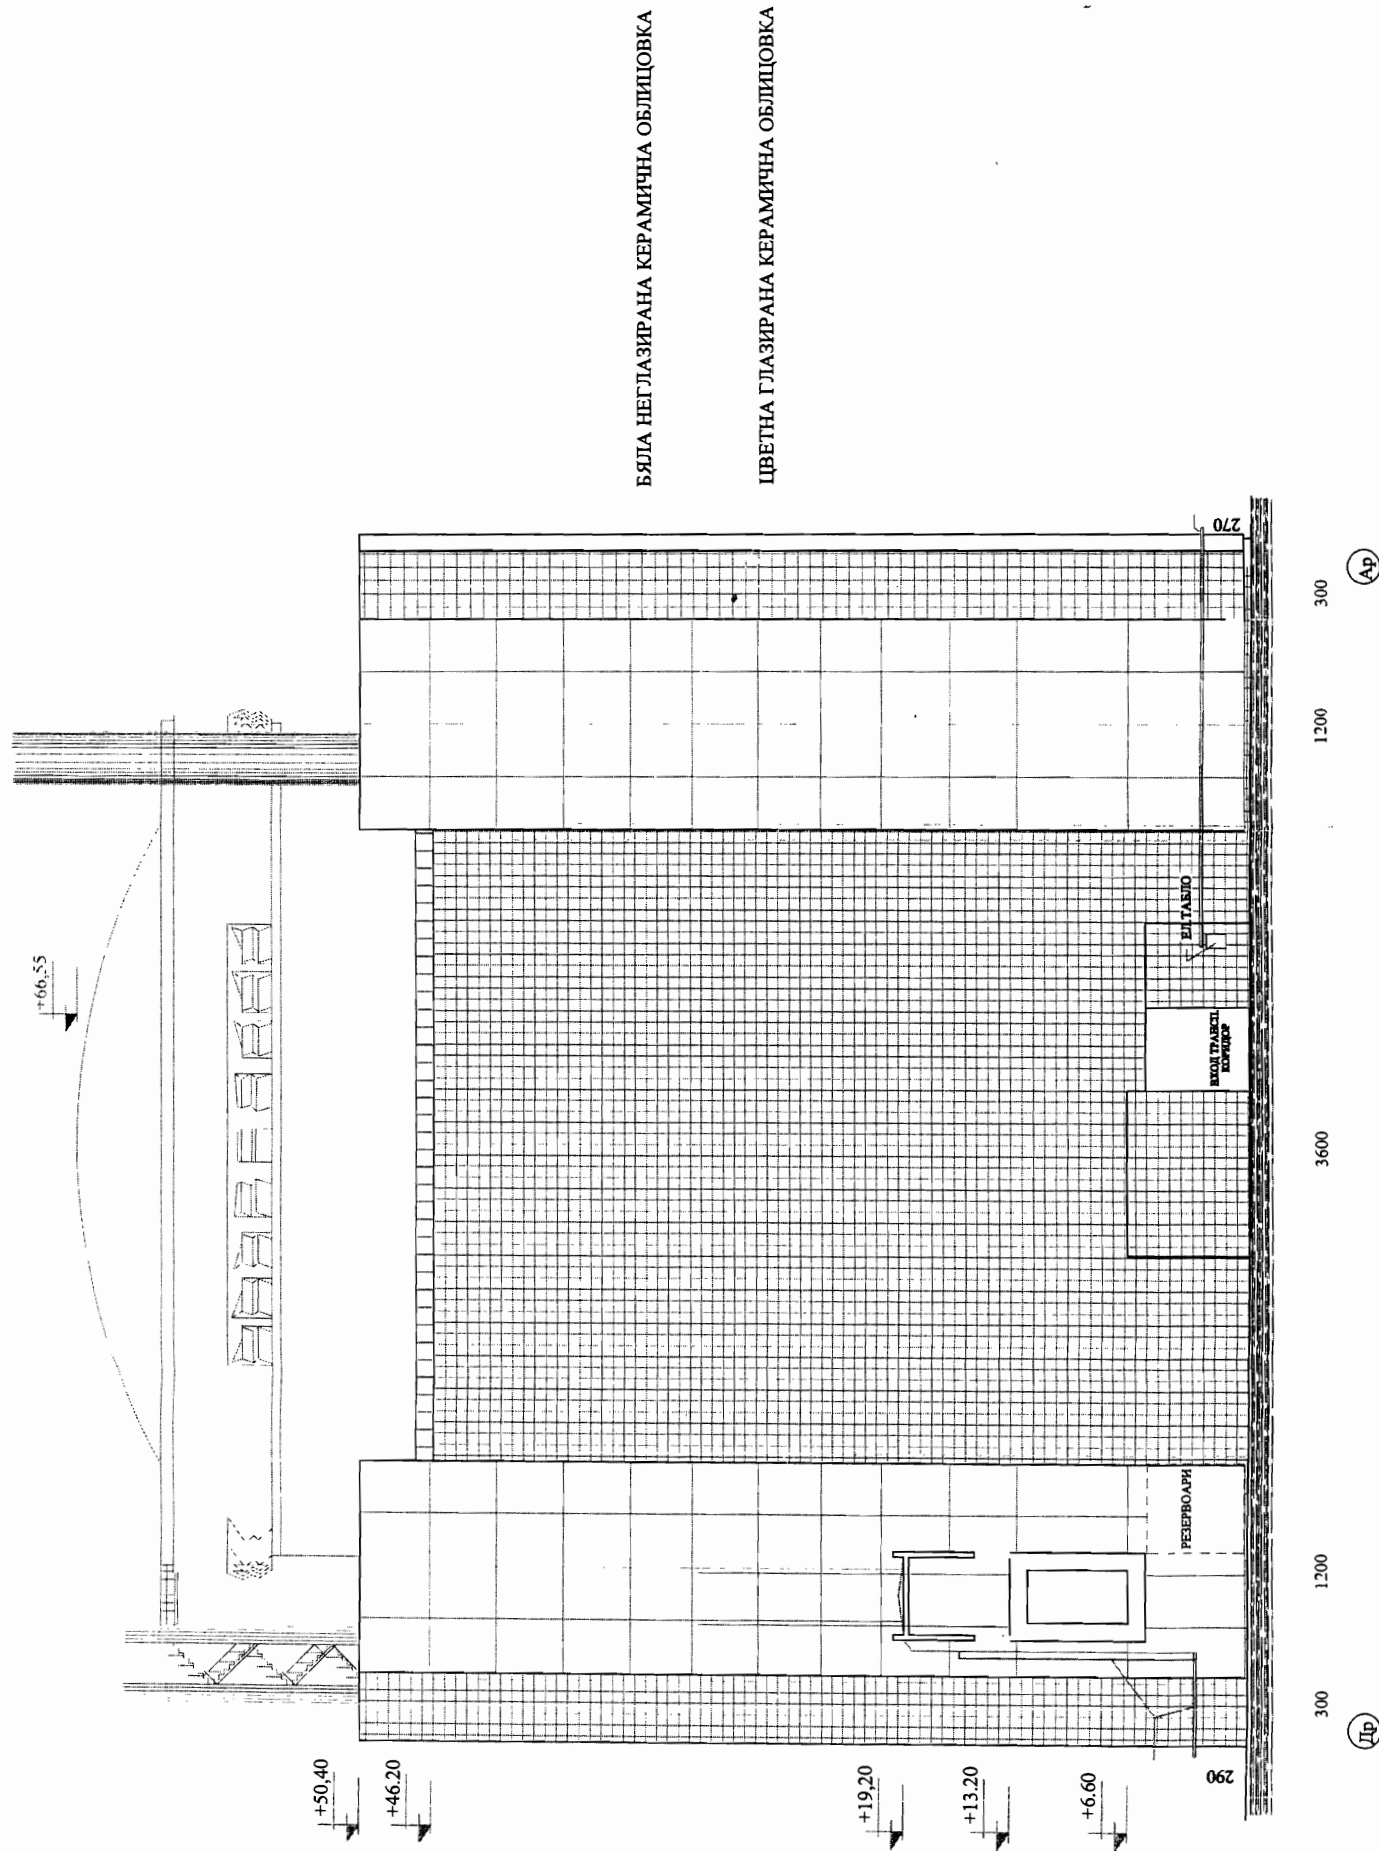 БЯЛА НЕГЛАЗИРАНА КЕРАМИЧНА ОБЛИЦОВКА
ЦВЕТНА ГЛАЗИРАНА КЕРАМИЧНА ОБЛИЦОВКА
+66,55
+50,40
+46.20
+19,20
+13.20
+6.60
РЕЗЕРВОАРИ
ВХОД ТРАНСП.
КОРИДОР
ЕЛ.ТАБЛО
290
270
300
1200
3600
1200
300
Др
Ар